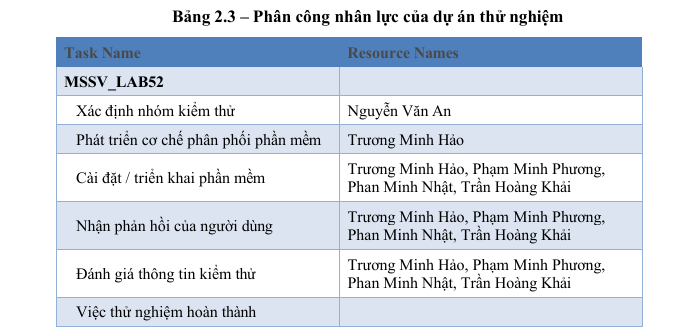 Bảng 2.3 – Phân công nhân lực của dự án thử nghiệm
Task Name Resource Names
MSSV_LAB52
Xác định nhóm kiểm thử Nguyễn Văn An
Phát triển cơ chế phân phối phần mềm Trương Minh Hảo
Cài đặt / triển khai phần mềm Trương Minh Hảo, Phạm Minh Phương,
Phan Minh Nhật, Trần Hoàng Khải
Nhận phản hồi của người dùng Trương Minh Hảo, Phạm Minh Phương,
Phan Minh Nhật, Trần Hoàng Khải
Đánh giá thông tin kiểm thử Trương Minh Hảo, Phạm Minh Phương,
Phan Minh Nhật, Trần Hoàng Khải
Việc thử nghiệm hoàn thành